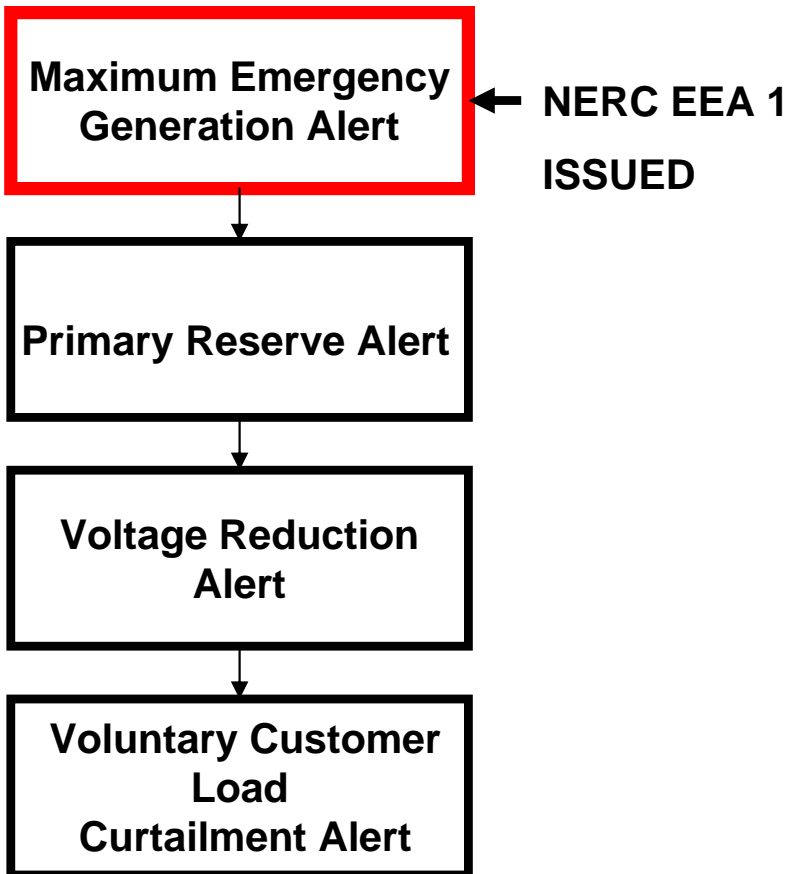 Maximum Emergency
Generation Alert
NERC EEA 1
ISSUED
Primary Reserve Alert
Voltage Reduction
Alert
Voluntary Customer
Load
Curtailment Alert